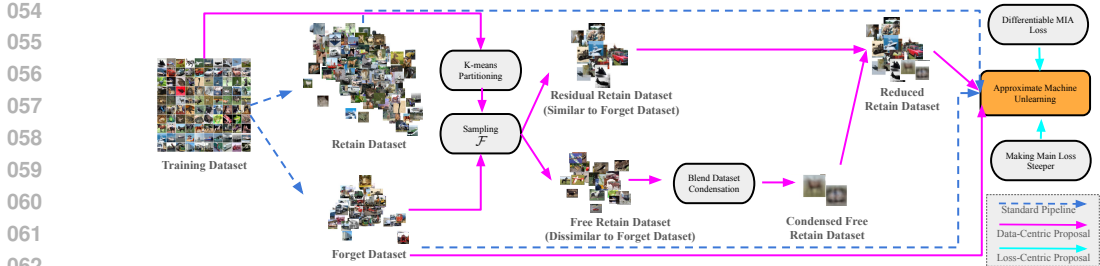 054
055
056
057
058
059
060
061
062
Training Dataset
Retain Dataset
Forget Dataset
K-means
Partitioning
Sampling
F
Residual Retain Dataset
(Similar to Forget Dataset)
Free Retain Dataset
(Dissimilar to Forget Dataset)
Blend Dataset
Condensation
Condensed Free
Retain Dataset
Reduced
Retain Dataset
Differentiable MIA
Loss
Approximate Machine
Unlearning
Making Main Loss
Steeper
Standard Pipeline
Data-Centric Proposal
Loss-Centric Proposal